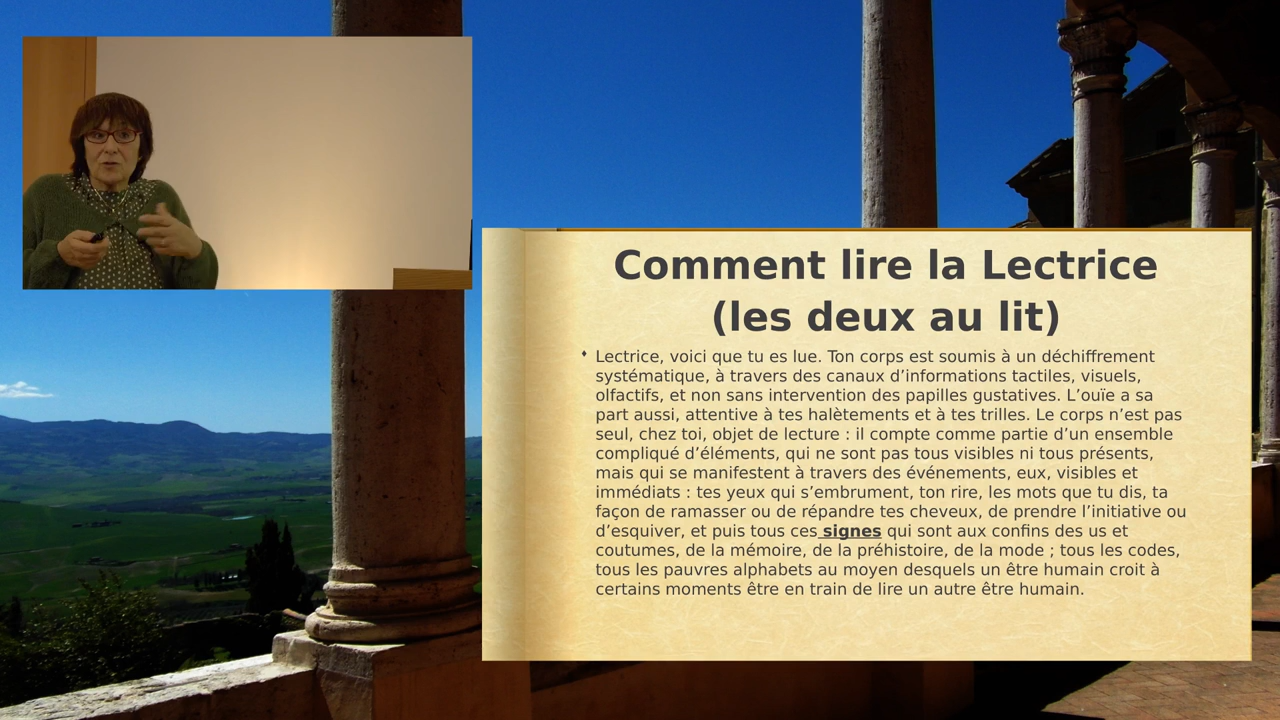 Comment lire la Lectrice
(les deux au lit)
Lectrice, voici que tu es lue. Ton corps est soumis à un déchiffrement
systématique, à travers des canaux d’informations tactiles, visuels,
olfactifs, et non sans intervention des papilles gustatives. L’ouïe a sa
part aussi, attentive à tes halètements et à tes trilles. Le corps n’est pas
seul, chez toi, objet de lecture : il compte comme partie d’un ensemble
compliqué d’éléments, qui ne sont pas tous visibles ni tous présents,
mais qui se manifestent à travers des événements, eux, visibles et
immédiats : tes yeux qui s’embrument, ton rire, les mots que tu dis, ta
façon de ramasser ou de répandre tes cheveux, de prendre l’initiative ou
d’esquiver, et puis tous ces signes qui sont aux confins des us et
coutumes, de la mémoire, de la préhistoire, de la mode ; tous les codes,
tous les pauvres alphabets au moyen desquels un être humain croit à
certains moments être en train de lire un autre être humain.